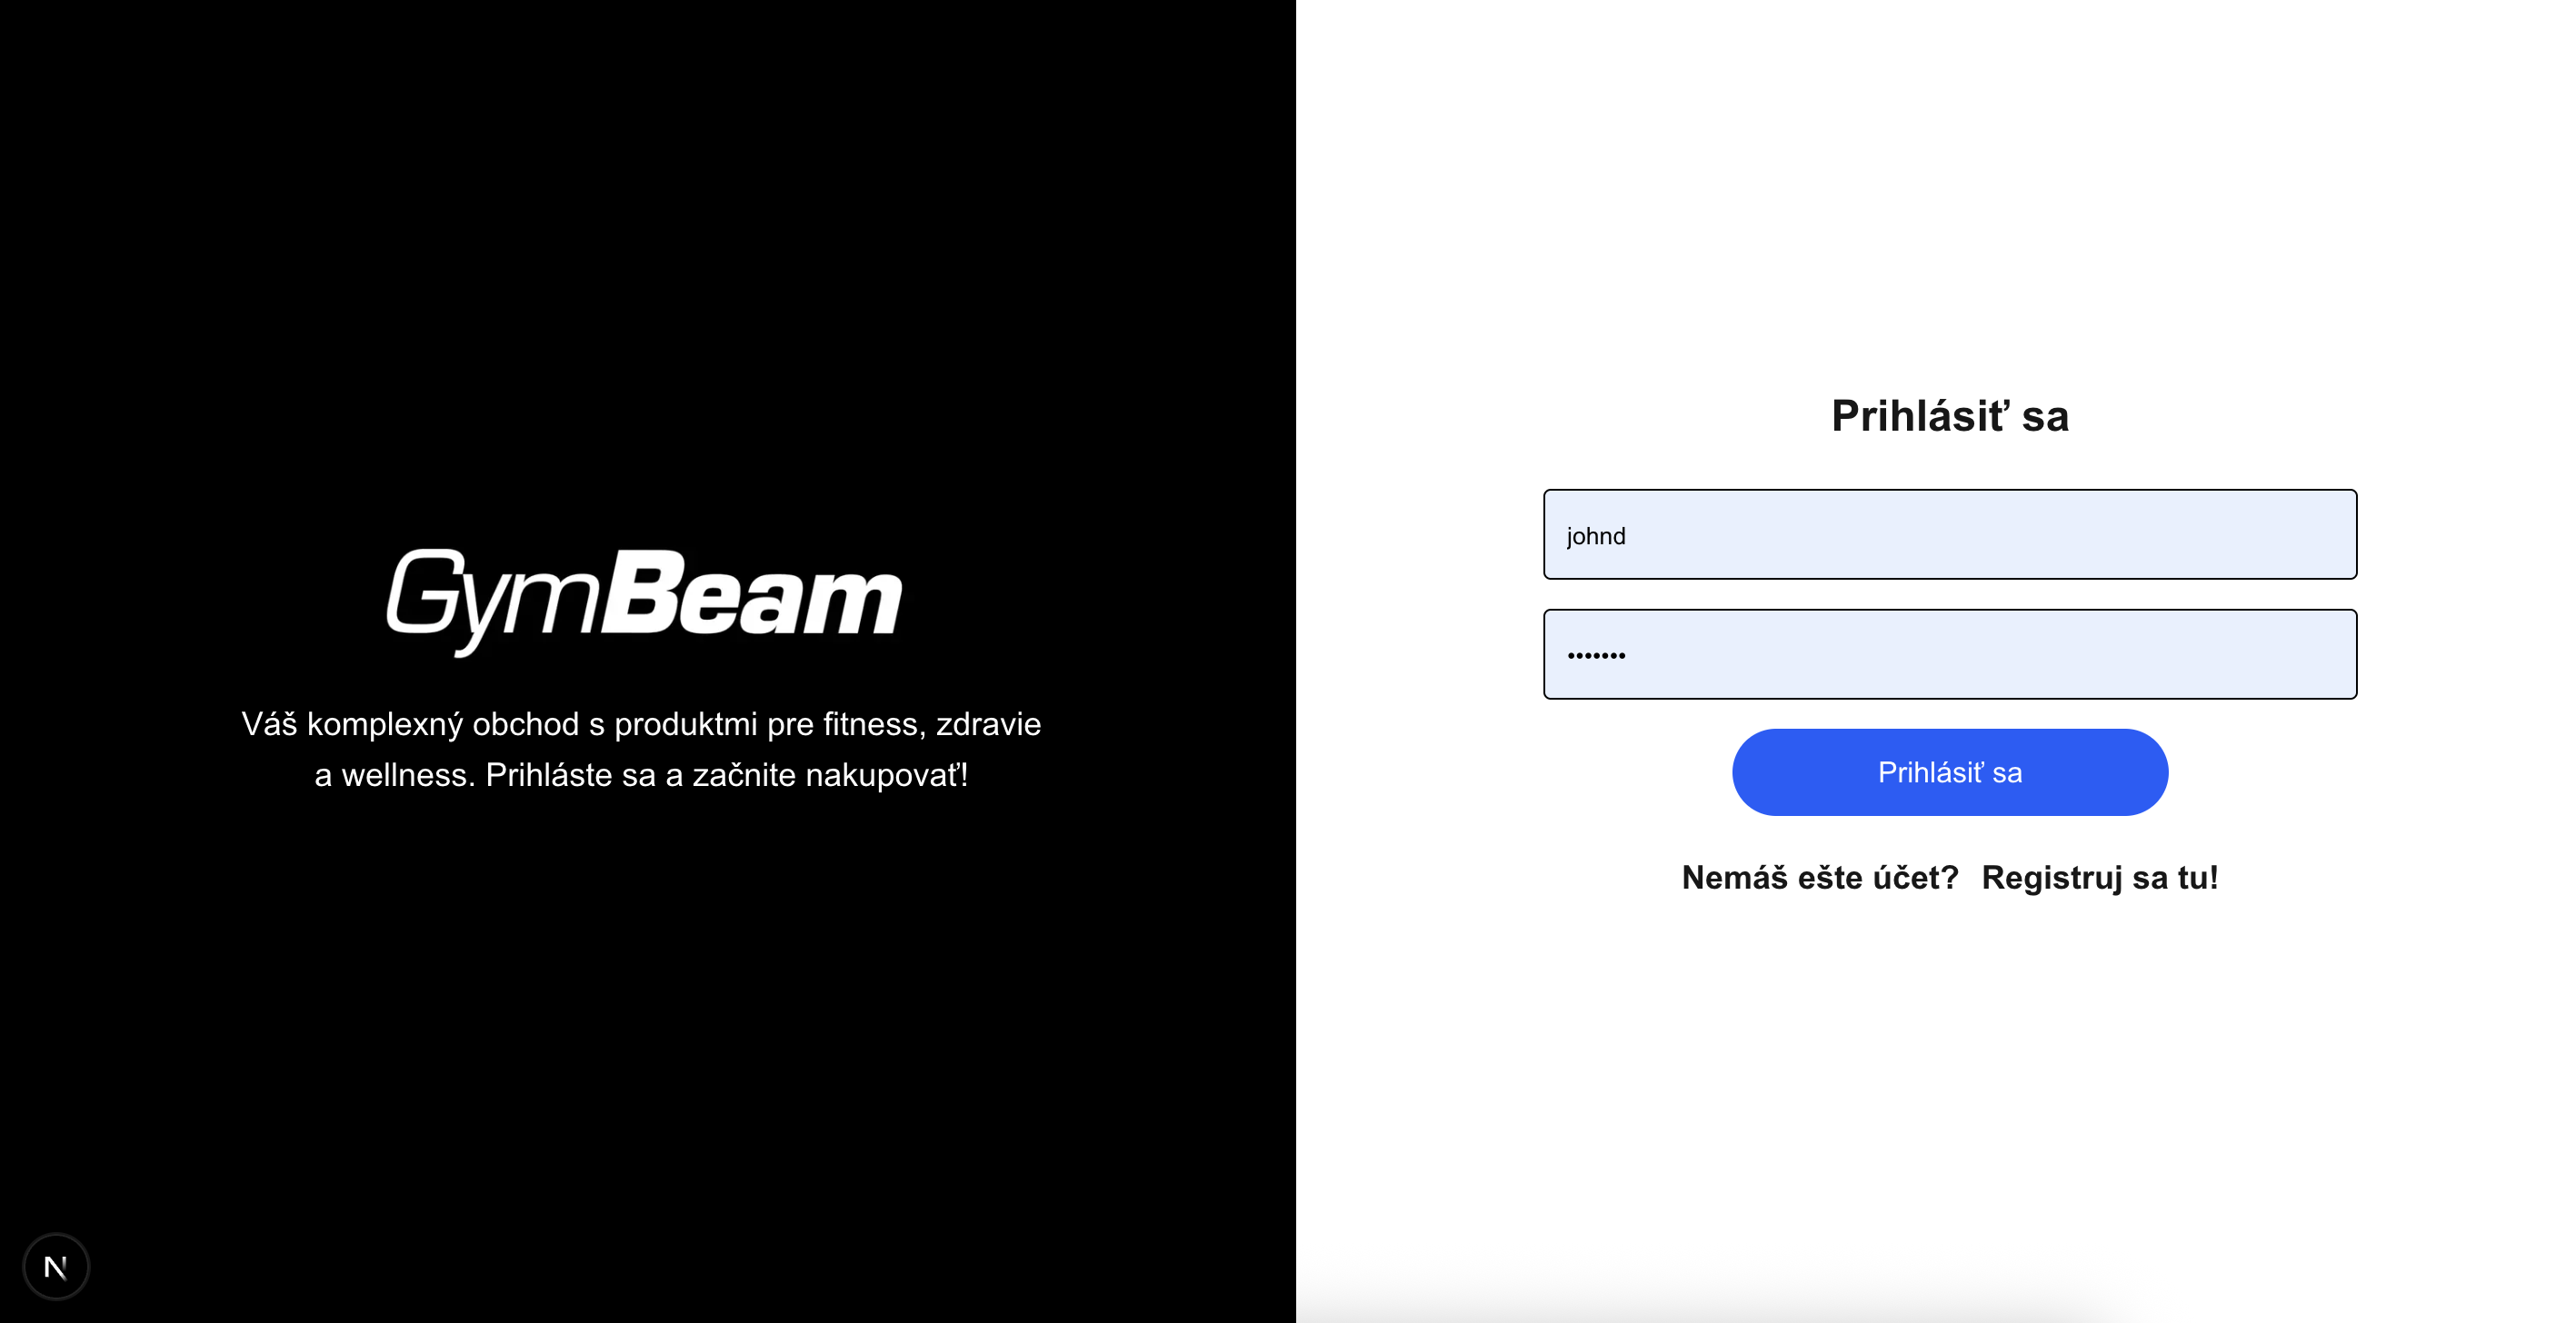 GymBeam
Váš komplexný obchod s produktmi pre fitness, zdravie
a wellness. Prihláste sa a začnite nakupovať!
N
Prihlásiť sa
johnd
•••••••
Prihlásiť sa
Nemáš ešte účet? Registruj sa tu!